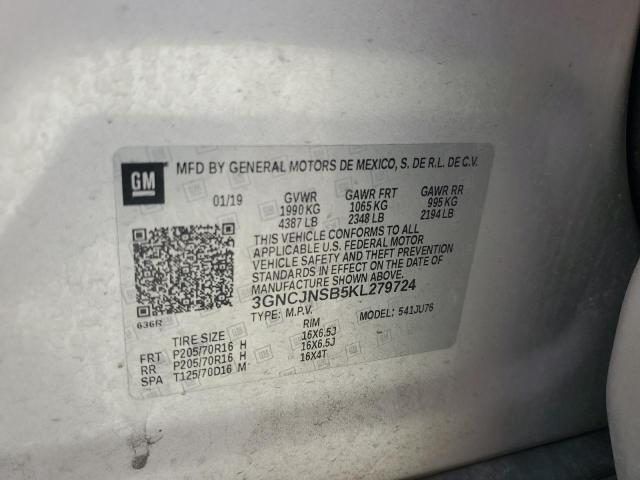 GM
MFD BY GENERAL MOTORS DE MEXICO, S. DE R.L. DE C.V.
01/19 GVWR GAWR FRT GAWR RR
1990 KG 1065 KG 995 KG
4387 LB 2348 LB 2194 LB
THIS VEHICLE CONFORMS TO ALL
APPLICABLE U.S. FEDERAL MOTOR
VEHICLE SAFETY, BUMPER, AND THEFT PREVENTION
STANDARDS IN EFFECT ON THE DATE OF
MANUFACTURE SHOWN ABOVE.
3GNCJNSB5KL279724
TYPE: M.P.V. MODEL: 541JU76
636R
TIRE SIZE RIM
FRT P205/70R16 H 16X6.5J
RR P205/70R16 H 16X6.5J
SPA T125/70D16 M 16X4T